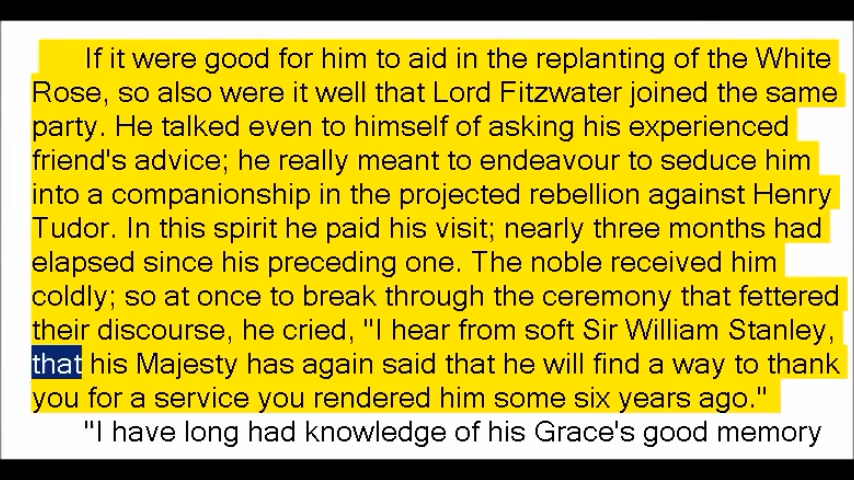 If it were good for him to aid in the replanting of the White
Rose, so also were it well that Lord Fitzwater joined the same
party. He talked even to himself of asking his experienced
friend's advice; he really meant to endeavour to seduce him
into a companionship in the projected rebellion against Henry
Tudor. In this spirit he paid his visit; nearly three months had
elapsed since his preceding one. The noble received him
coldly; so at once to break through the ceremony that fettered
their discourse, he cried, "I hear from soft Sir William Stanley,
that his Majesty has again said that he will find a way to thank
you for a service you rendered him some six years ago."
"I have long had knowledge of his Grace's good memory